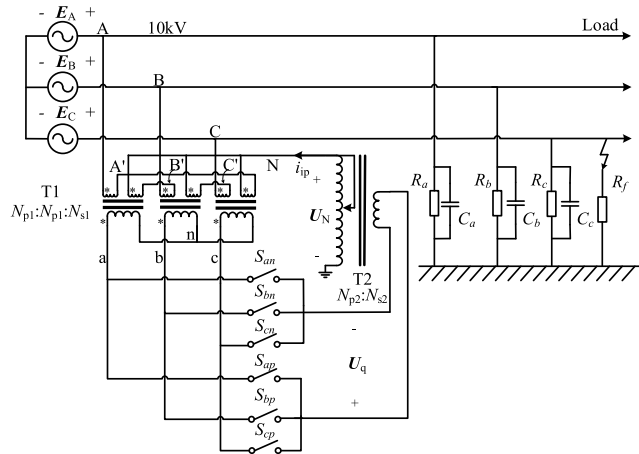 - E_A +
A
10kV
Load
- E_B +
B
- E_C +
C
A' B' C' N i_ip
T1
N_p1:N_p1:N_s1
* * * * * *
+
U_N
-
* * *
n
a b c
T2
N_p2:N_s2
R_a C_a R_b C_b R_c C_c R_f
S_an
S_bn
S_cn
-
S_ap
U_q
S_bp
+
S_cp